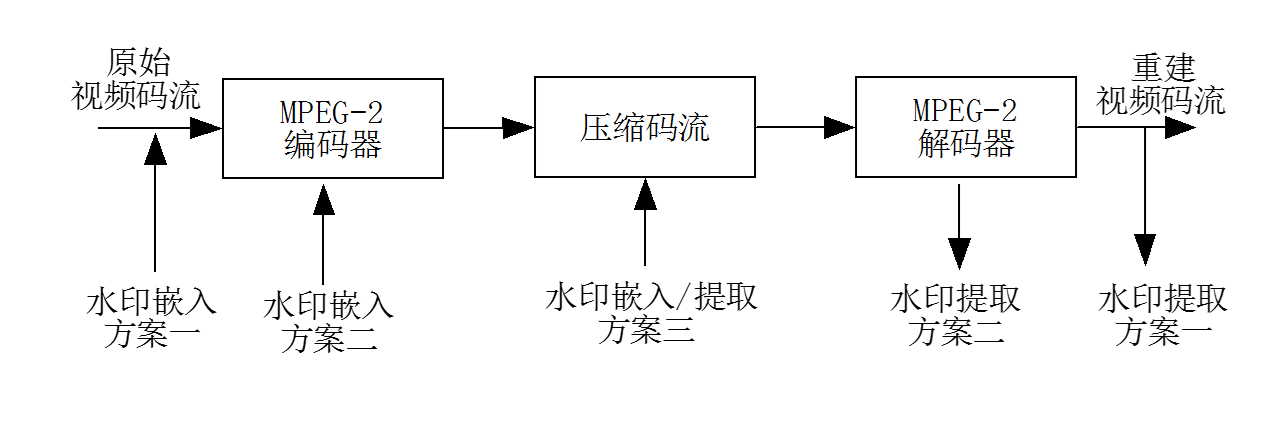 原始
视频码流
MPEG-2
编码器
压缩码流
MPEG-2
解码器
重建
视频码流
水印嵌入
方案一
水印嵌入
方案二
水印嵌入/提取
方案三
水印提取
方案二
水印提取
方案一